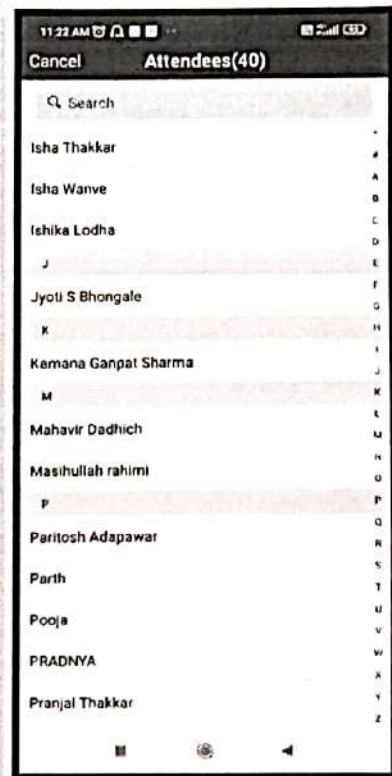 11:22 AM
Cancel Attendees(40)
Search
Isha Thakkar
Isha Wanve
Ishika Lodha
J
Jyoti S Bhongale
K
Kamana Ganpat Sharma
M
Mahavir Dadhich
Masihullah rahimi
P
Paritosh Adapawar
Parth
Pooja
PRADNYA
Pranjal Thakkar
#
A
B
C
D
E
F
G
H
I
J
K
L
M
N
O
P
Q
R
S
T
U
V
W
X
Y
Z